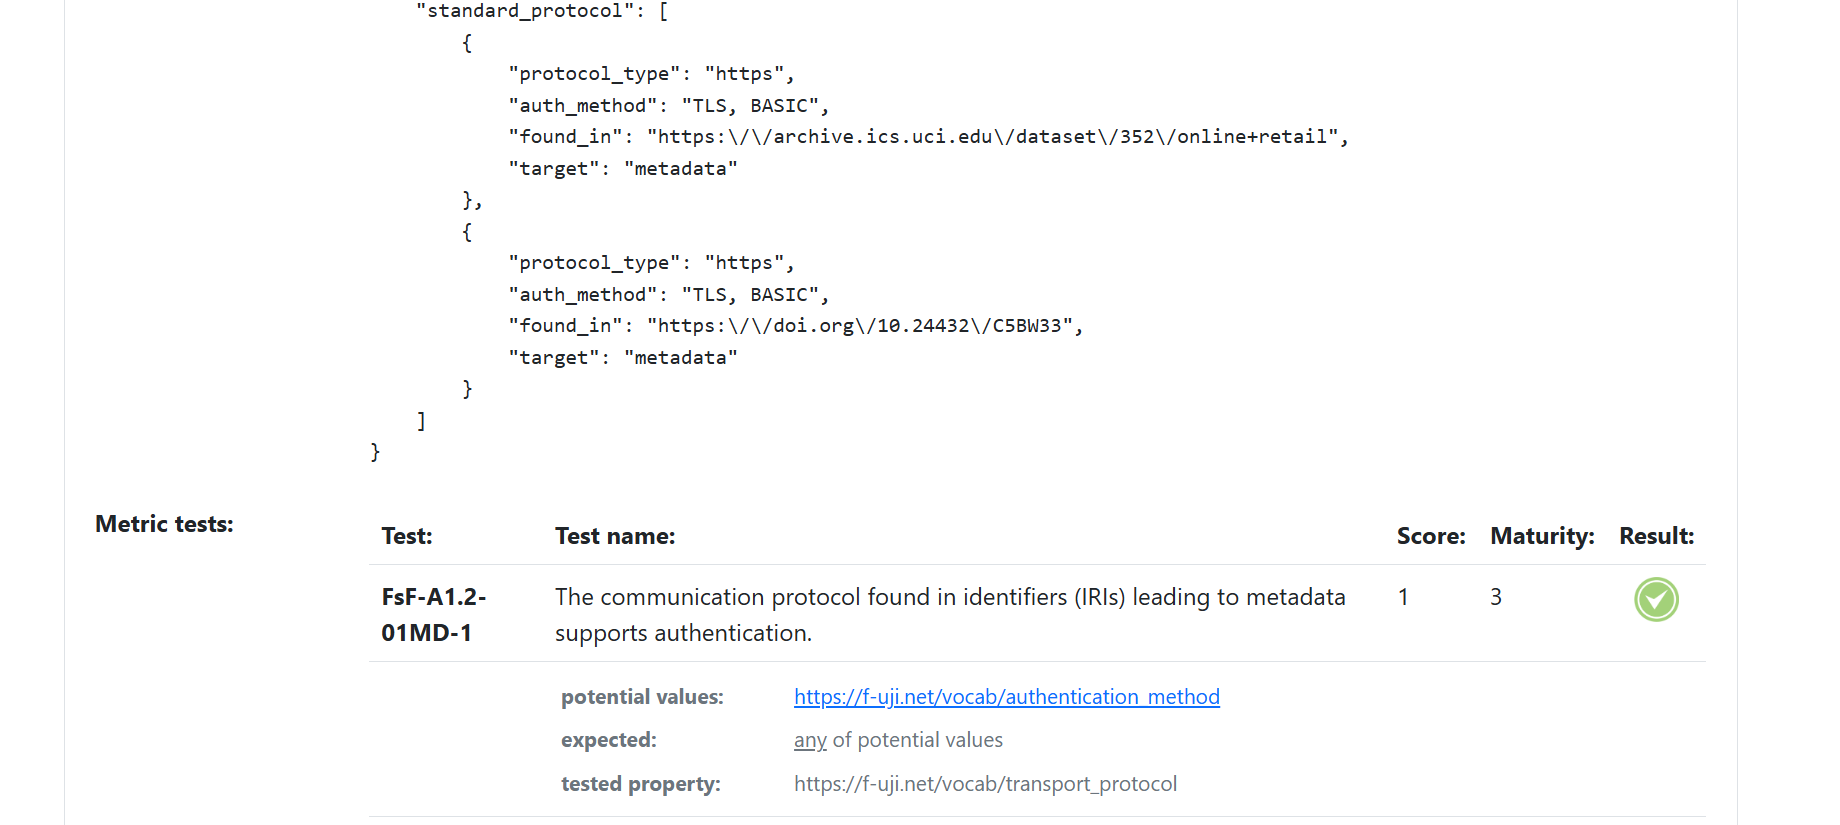 "standard_protocol": [
{
"protocol_type": "https",
"auth_method": "TLS, BASIC",
"found_in": "https:\/\/archive.ics.uci.edu\/dataset\/352\/online+retail",
"target": "metadata"
},
{
"protocol_type": "https",
"auth_method": "TLS, BASIC",
"found_in": "https:\/\/doi.org\/10.24432\/C5BW33",
"target": "metadata"
}
]
}
Metric tests:
Test: Test name: Score: Maturity: Result:
FsF-A1.2-01MD-1 The communication protocol found in identifiers (IRIs) leading to metadata 1 3
supports authentication.
potential values: https://f-uji.net/vocab/authentication_method
expected: any of potential values
tested property: https://f-uji.net/vocab/transport_protocol